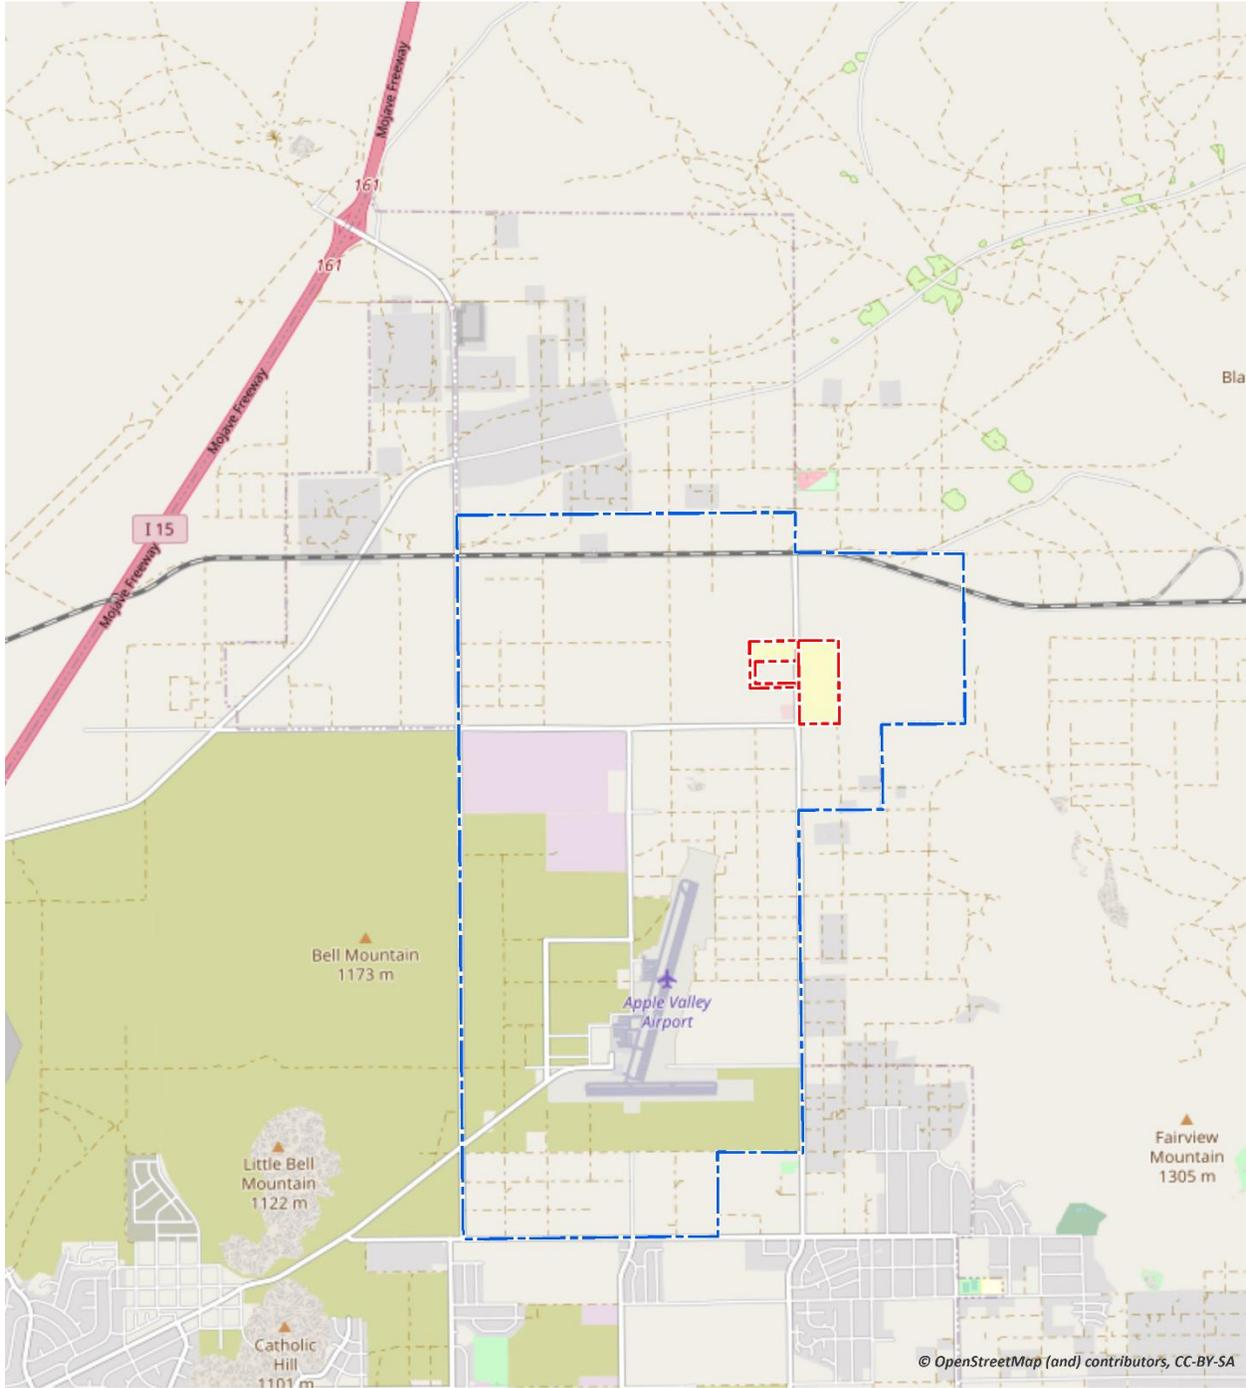 Mojave Freeway
161
161
Mojave Freeway
Bla
I 15
Mojave Freeway
Bell Mountain
1173 m
Apple Valley
Airport
Little Bell
Mountain
1122 m
Fairview
Mountain
1305 m
Catholic
Hill
1101 m
© OpenStreetMap (and) contributors, CC-BY-SA